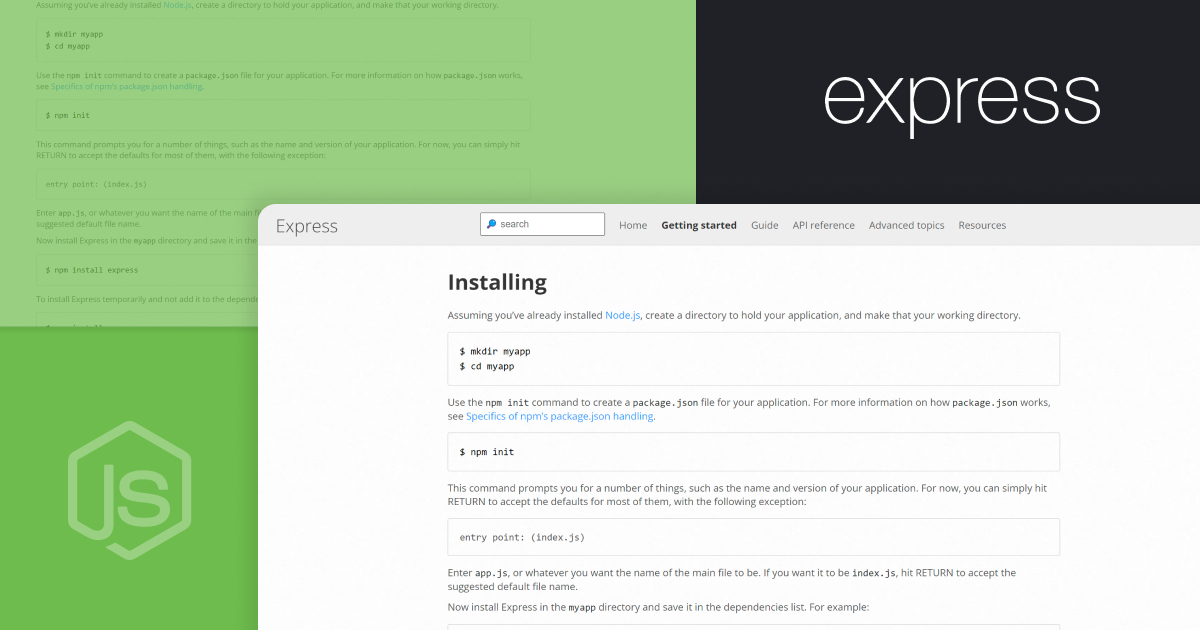 Assuming you've already installed Node.js, create a directory to hold your application, and make that your working directory.
$ mkdir myapp
$ cd myapp
Use the npm init command to create a package.json file for your application. For more information on how package.json works,
see Specifics of npm's package.json handling.
$ npm init
This command prompts you for a number of things, such as the name and version of your application. For now, you can simply hit
RETURN to accept the defaults for most of them, with the following exception:
entry point: (index.js)
Enter app.js, or whatever you want the name of the main
suggested default file name.
Now install Express in the myapp directory and save it in the
$ npm install express
To install Express temporarily and not add it to the
express
JS
Express
search
Home Getting started Guide API reference Advanced topics Resources
Installing
Assuming you've already installed Node.js, create a directory to hold your application, and make that your working directory.
$ mkdir myapp
$ cd myapp
Use the npm init command to create a package.json file for your application. For more information on how package.json works,
see Specifics of npm's package.json handling.
$ npm init
This command prompts you for a number of things, such as the name and version of your application. For now, you can simply hit
RETURN to accept the defaults for most of them, with the following exception:
entry point: (index.js)
Enter app.js, or whatever you want the name of the main file to be. If you want it to be index.js, hit RETURN to accept the
suggested default file name.
Now install Express in the myapp directory and save it in the dependencies list. For example: